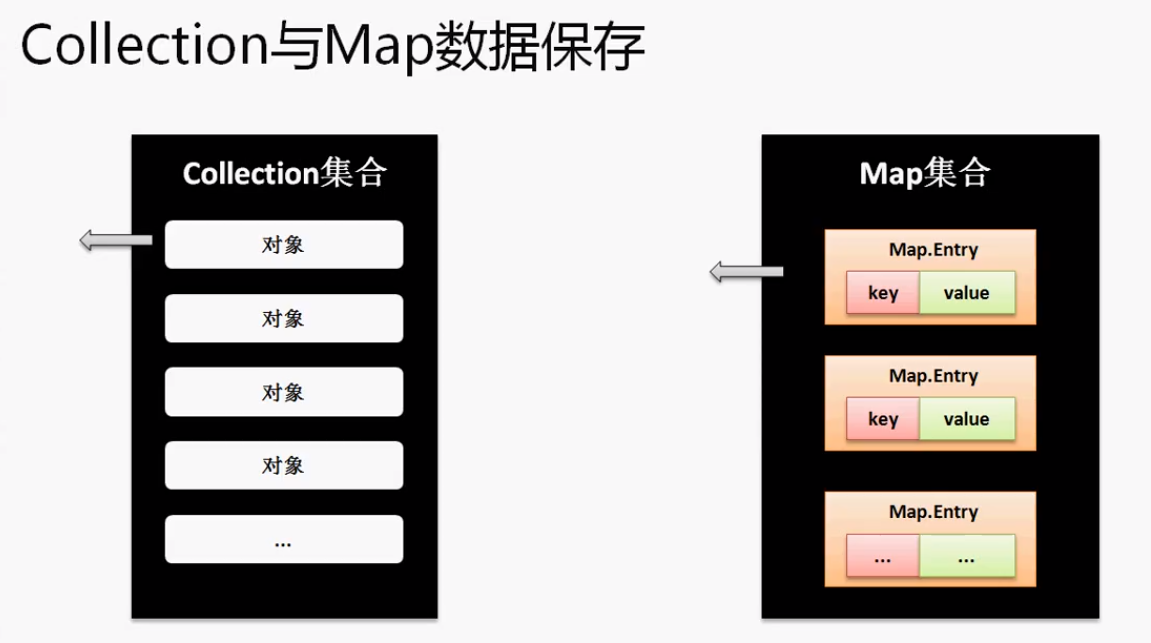 Collection与Map数据保存
Collection集合
对象
对象
对象
对象
...
Map集合
Map.Entry
key value
Map.Entry
key value
Map.Entry
... ...